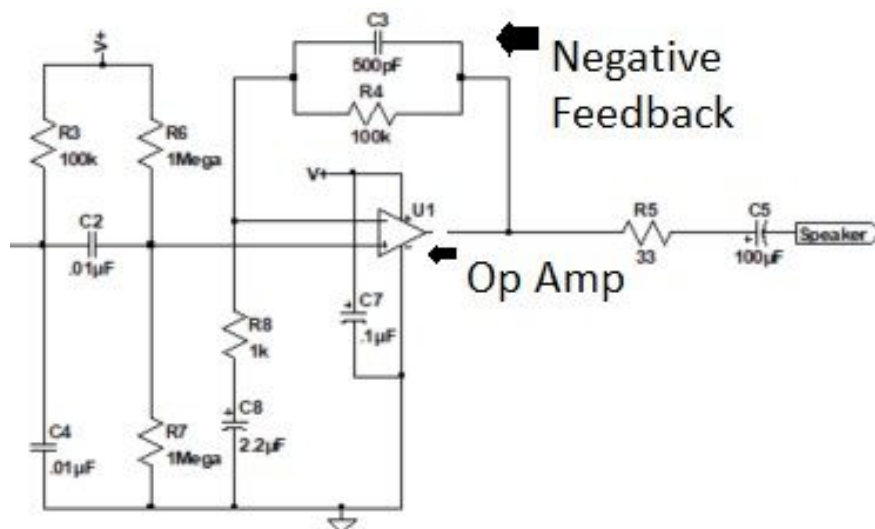 C3
500pF
Negative
Feedback
V+
R3
100k
R6
1Mega
R4
100k
V+
U1
C2
.01µF
R5
33
C5
+
100µF
Speaker
Op Amp
R8
1k
+
C7
.1µF
C4
.01µF
R7
1Mega
+
C8
2.2µF